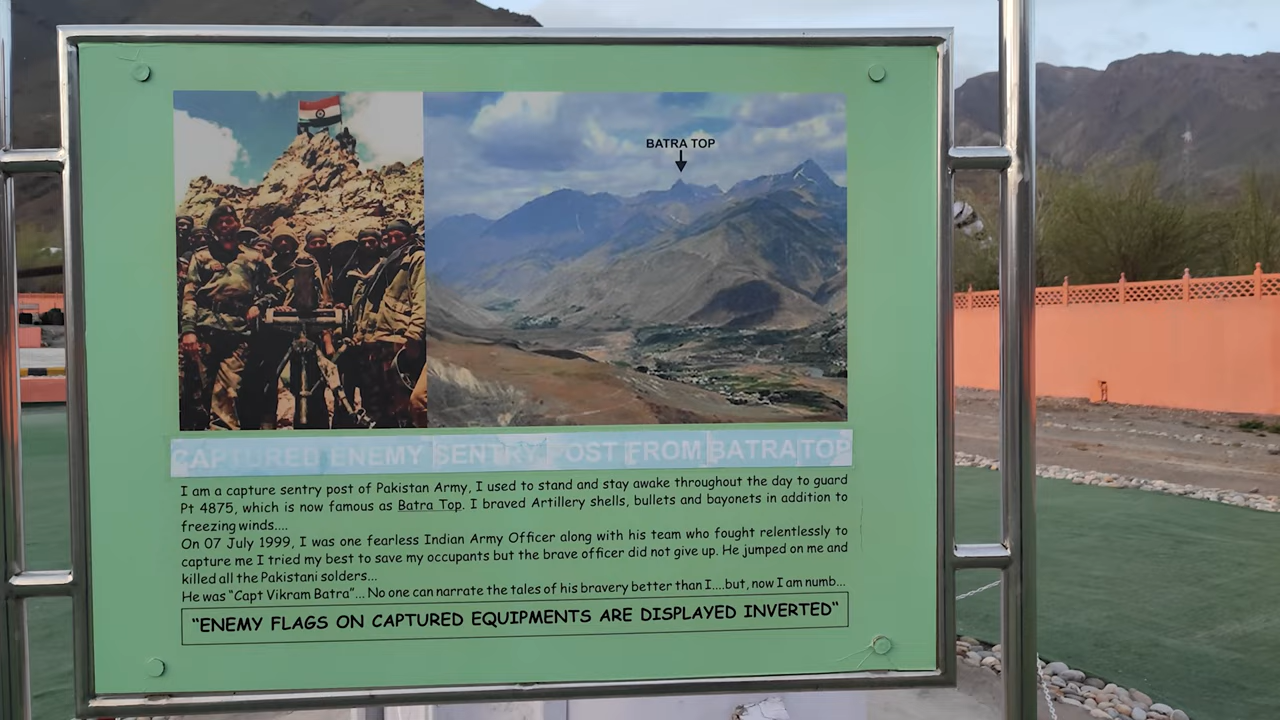 BATRA TOP
CAPTURED ENEMY SENTRY POST FROM BATRA TOP
I am a capture sentry post of Pakistan Army, I used to stand and stay awake throughout the day to guard
Pt 4875, which is now famous as Batra Top. I braved Artillery shells, bullets and bayonets in addition to
freezing winds....
On 07 July 1999, I was one fearless Indian Army Officer along with his team who fought relentlessly to
capture me I tried my best to save my occupants but the brave officer did not give up. He jumped on me and
killed all the Pakistani solders...
He was "Capt Vikram Batra"... No one can narrate the tales of his bravery better than I....but, now I am numb...
"ENEMY FLAGS ON CAPTURED EQUIPMENTS ARE DISPLAYED INVERTED"